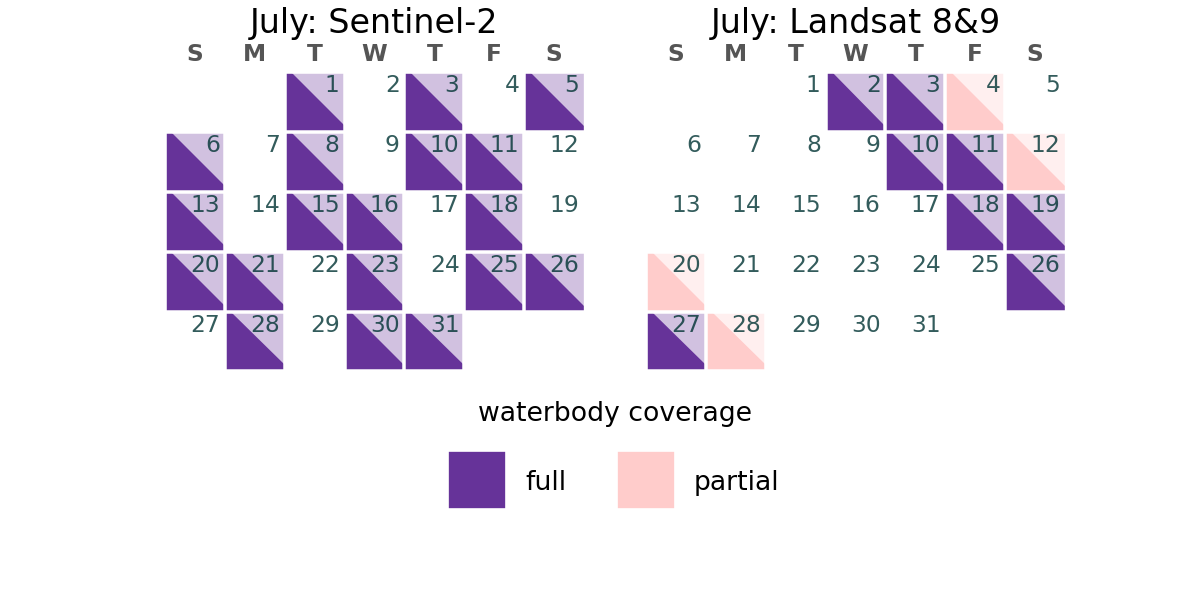 July: Sentinel-2
S M T W T F S
1 2 3 4 5
6 7 8 9 10 11 12
13 14 15 16 17 18 19
20 21 22 23 24 25 26
27 28 29 30 31
July: Landsat 8&9
S M T W T F S
1 2 3 4 5
6 7 8 9 10 11 12
13 14 15 16 17 18 19
20 21 22 23 24 25 26
27 28 29 30 31
waterbody coverage
full partial